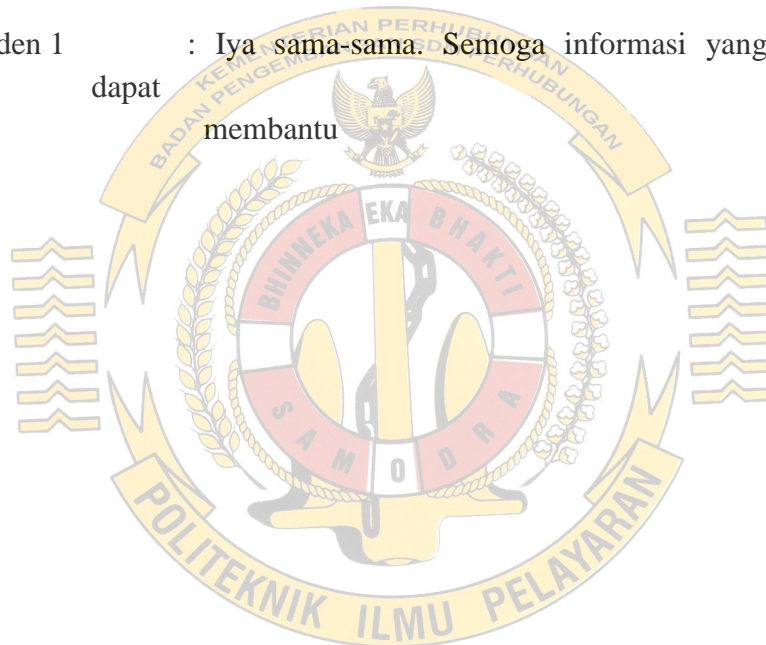 den 1 : Iya sama-sama. Semoga informasi yang
dapat
membantu
KEMENTERIAN PERHUBUNGAN
BADAN PENGEMBANGAN SDM PERHUBUNGAN
BHINNEKA EKA BHAKTI
SAMODRA
POLITEKNIK ILMU PELAYARAN